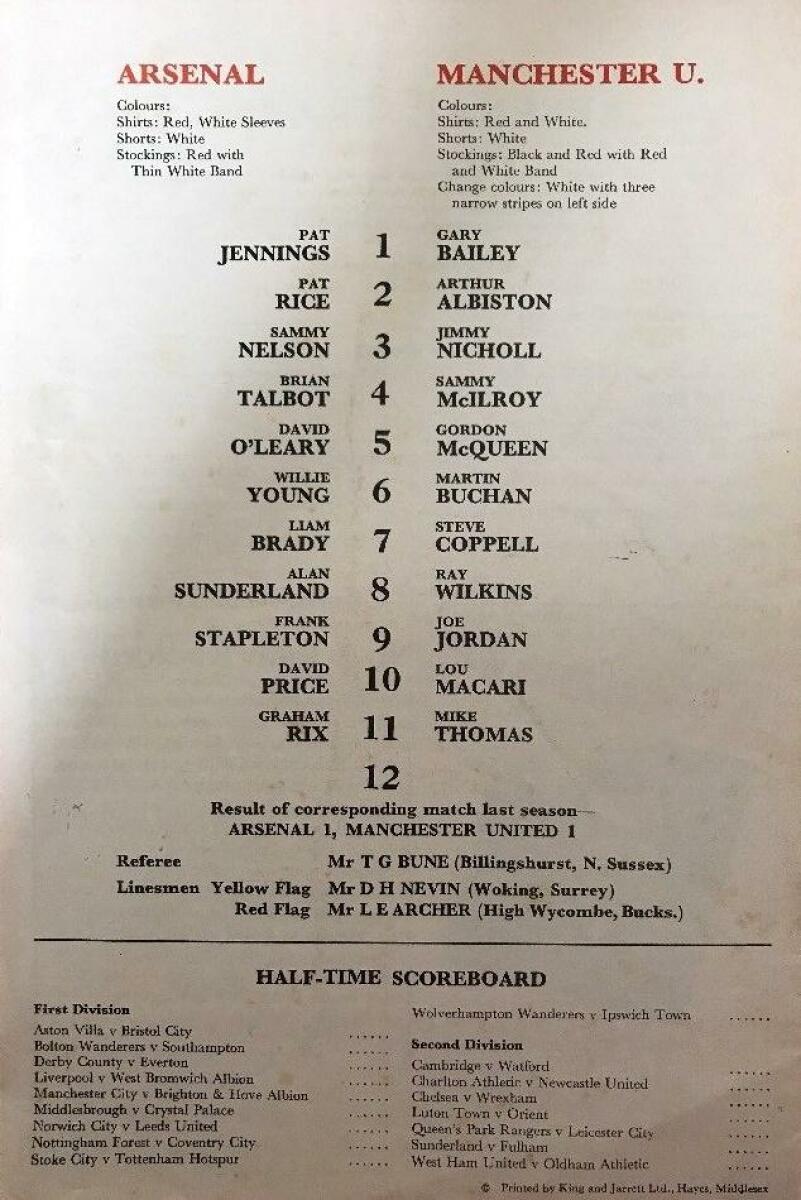 ARSENAL
Colours:
Shirts: Red, White Sleeves
Shorts: White
Stockings: Red with
Thin White Band
MANCHESTER U.
Colours:
Shirts: Red and White.
Shorts: White
Stockings: Black and Red with Red
and White Band
Change colours: White with three
narrow stripes on left side
PAT GARY
JENNINGS 1 BAILEY
PAT ARTHUR
RICE 2 ALBISTON
SAMMY JIMMY
NELSON 3 NICHOLL
BRIAN SAMMY
TALBOT 4 McILROY
DAVID GORDON
O'LEARY 5 McQUEEN
WILLIE MARTIN
YOUNG 6 BUCHAN
LIAM STEVE
BRADY 7 COPPELL
ALAN RAY
SUNDERLAND 8 WILKINS
FRANK JOE
STAPLETON 9 JORDAN
DAVID LOU
PRICE 10 MACARI
GRAHAM MIKE
RIX 11 THOMAS
12
Result of corresponding match last season—
ARSENAL 1, MANCHESTER UNITED 1
Referee Mr T G BUNE (Billingshurst, N. Sussex)
Linesmen Yellow Flag Mr D H NEVIN (Woking, Surrey)
Red Flag Mr L E ARCHER (High Wycombe, Bucks.)
HALF-TIME SCOREBOARD
First Division
Aston Villa v Bristol City ......
Bolton Wanderers v Southampton ......
Derby County v Everton ......
Liverpool v West Bromwich Albion ......
Manchester City v Brighton & Hove Albion ......
Middlesbrough v Crystal Palace ......
Norwich City v Leeds United ......
Nottingham Forest v Coventry City ......
Stoke City v Tottenham Hotspur ......
Wolverhampton Wanderers v Ipswich Town ......
Second Division
Cambridge v Watford ......
Charlton Athletic v Newcastle United ......
Chelsea v Wrexham ......
Luton Town v Orient ......
Queen's Park Rangers v Leicester City ......
Sunderland v Fulham ......
West Ham United v Oldham Athletic ......
© Printed by King and Jarrett Ltd., Hayes, Middlesex